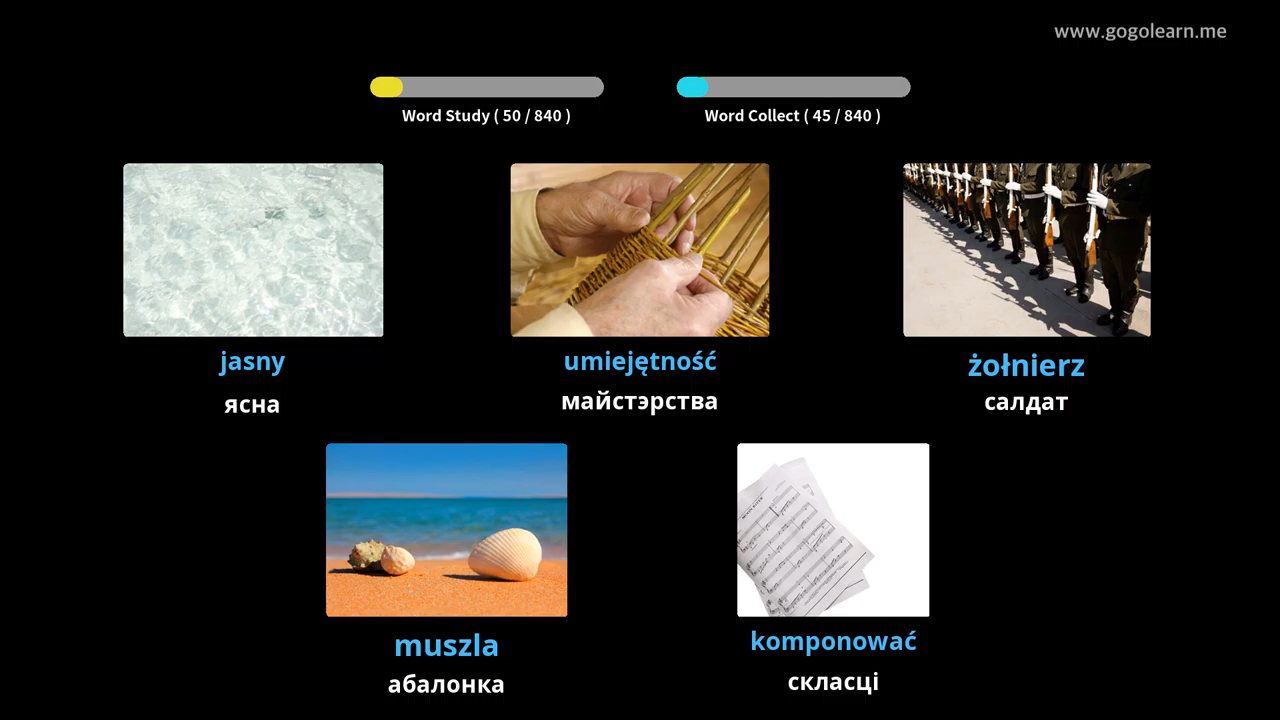 www.gogolearn.me
Word Study ( 50 / 840 )
Word Collect ( 45 / 840 )
jasny
ясна
umiejętność
майстэрства
żołnierz
салдат
muszla
абалонка
komponować
скласці